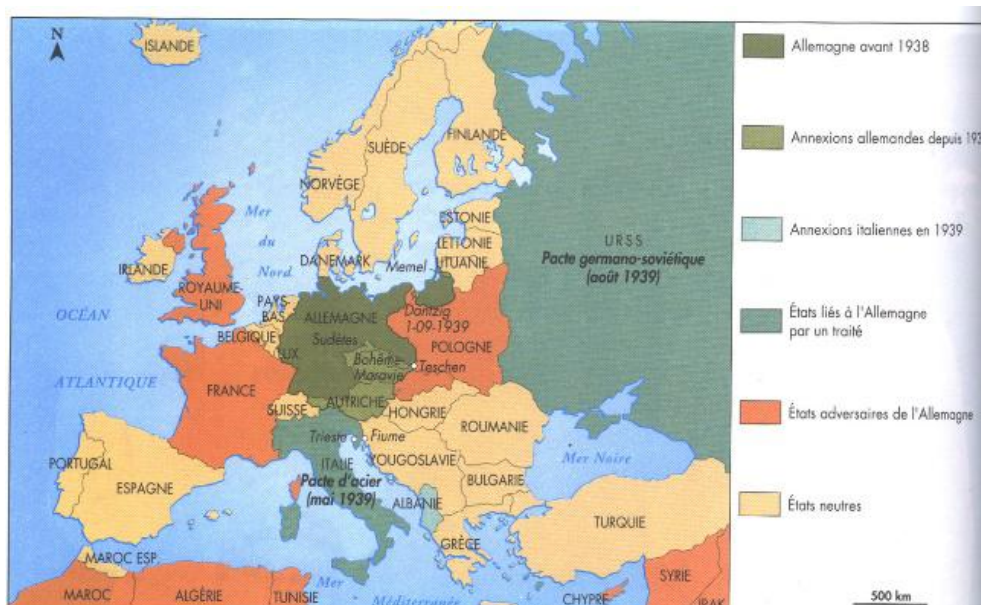 N
ISLANDE
SUÈDE
FINLANDE
NORVÈGE
Mer
du
Nord
ESTONIE
LETTONIE
LITUANIE
DANEMARK
Memel
IRLANDE
ROYAUME-
UNI
PAYS
BAS
BELGIQUE
LUX
ALLEMAGNE
Sudètes
Dantzig
1-09-1939
POLOGNE
Bohême
Moravie
Teschen
URSS
Pacte germano-soviétique
(août 1939)
OCÉAN
ATLANTIQUE
FRANCE
SUISSE
AUTRICHE
HONGRIE
ROUMANIE
Trieste
Fiume
ITALIE
YOUGOSLAVIE
Pacte d'acier
(mai 1939)
BULGARIE
ALBANIE
Mer Noire
PORTUGAL
ESPAGNE
GRÈCE
TURQUIE
MAROC ESP.
MAROC
ALGÉRIE
TUNISIE
Mer
Méditerranée
CHYPRE
SYRIE
IRAK
Allemagne avant 1938
Annexions allemandes depuis 193
Annexions italiennes en 1939
États liés à l'Allemagne
par un traité
États adversaires de l'Allemagne
États neutres
500 km